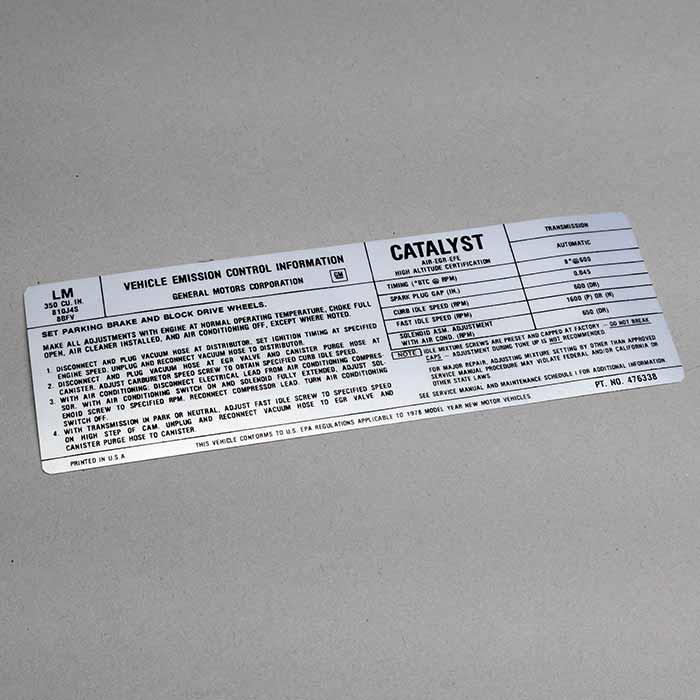 LM
350 CU. IN.
810J4S
8BFV
VEHICLE EMISSION CONTROL INFORMATION
GENERAL MOTORS CORPORATION
GM
SET PARKING BRAKE AND BLOCK DRIVE WHEELS.
MAKE ALL ADJUSTMENTS WITH ENGINE AT NORMAL OPERATING TEMPERATURE, CHOKE FULL
OPEN, AIR CLEANER INSTALLED, AND AIR CONDITIONING OFF, EXCEPT WHERE NOTED.
1. DISCONNECT AND PLUG VACUUM HOSE AT DISTRIBUTOR. SET IGNITION TIMING AT SPECIFIED
ENGINE SPEED. UNPLUG AND RECONNECT VACUUM HOSE TO DISTRIBUTOR.
2. DISCONNECT AND PLUG VACUUM HOSE AT EGR VALVE AND CANISTER PURGE HOSE AT
CANISTER. ADJUST CARBURETOR SPEED SCREW TO OBTAIN SPECIFIED CURB IDLE SPEED.
3. WITH AIR CONDITIONING, DISCONNECT ELECTRICAL LEAD FROM AIR CONDITIONING COMPRES-
SOR. WITH AIR CONDITIONING SWITCH ON AND SOLENOID FULLY EXTENDED, ADJUST SOL-
ENOID SCREW TO SPECIFIED RPM. RECONNECT COMPRESSOR LEAD. TURN AIR CONDITIONING
SWITCH OFF.
4. WITH TRANSMISSION IN PARK OR NEUTRAL, ADJUST FAST IDLE SCREW TO SPECIFIED SPEED
ON HIGH STEP OF CAM. UNPLUG AND RECONNECT VACUUM HOSE TO EGR VALVE AND
CANISTER PURGE HOSE TO CANISTER.
CATALYST
AIR-EGR-EFE
HIGH ALTITUDE CERTIFICATION
TRANSMISSION
AUTOMATIC
TIMING (°BTC @ RPM) 8° @ 600
SPARK PLUG GAP (IN.) 0.045
CURB IDLE SPEED (RPM) 600 (DR)
FAST IDLE SPEED (RPM) 1600 (P) OR (N)
SOLENOID ASM. ADJUSTMENT
WITH AIR COND. (RPM) 650 (DR)
NOTE IDLE MIXTURE SCREWS ARE PRESET AND CAPPED AT FACTORY - DO NOT BREAK
CAPS - ADJUSTMENT DURING TUNE UP IS NOT RECOMMENDED
FOR MAJOR REPAIR, ADJUSTING MIXTURE SETTING BY OTHER THAN APPROVED
SERVICE MANUAL PROCEDURE MAY VIOLATE FEDERAL AND/OR CALIFORNIA OR
OTHER STATE LAWS
SEE SERVICE MANUAL AND MAINTENANCE SCHEDULE FOR ADDITIONAL INFORMATION
PRINTED IN U.S.A
THIS VEHICLE CONFORMS TO U.S. EPA REGULATIONS APPLICABLE TO 1978 MODEL YEAR NEW MOTOR VEHICLES.
PT. NO. 476338